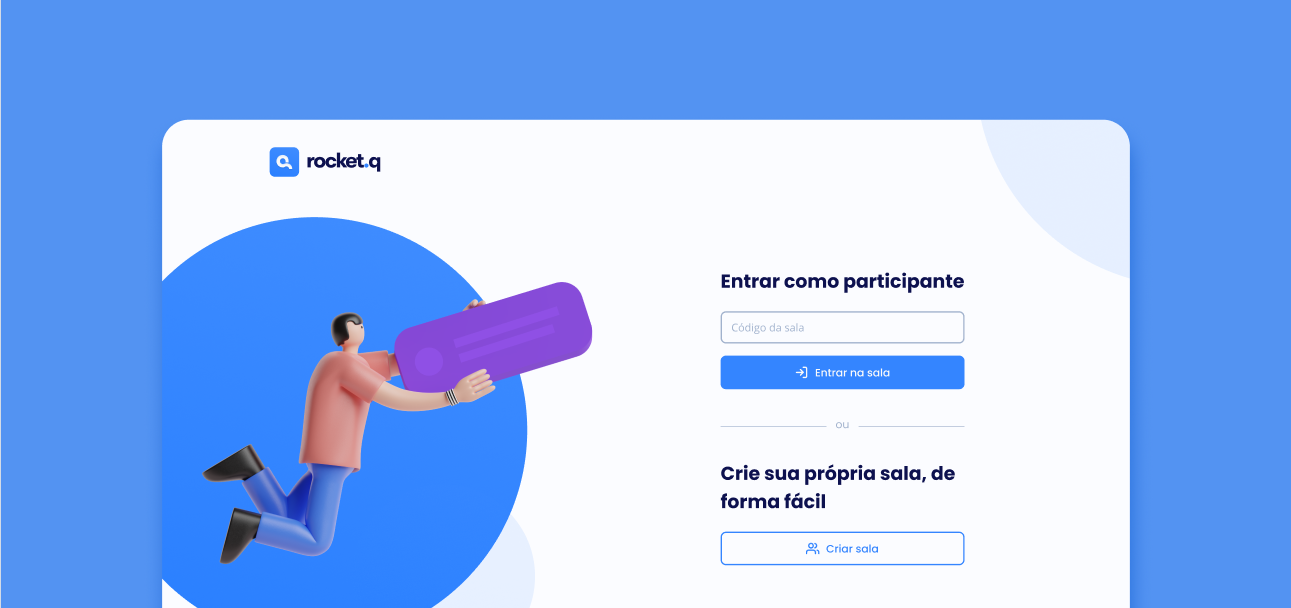 rocket.q
Entrar como participante
Código da sala
Entrar na sala
ou
Crie sua própria sala, de
forma fácil
Criar sala